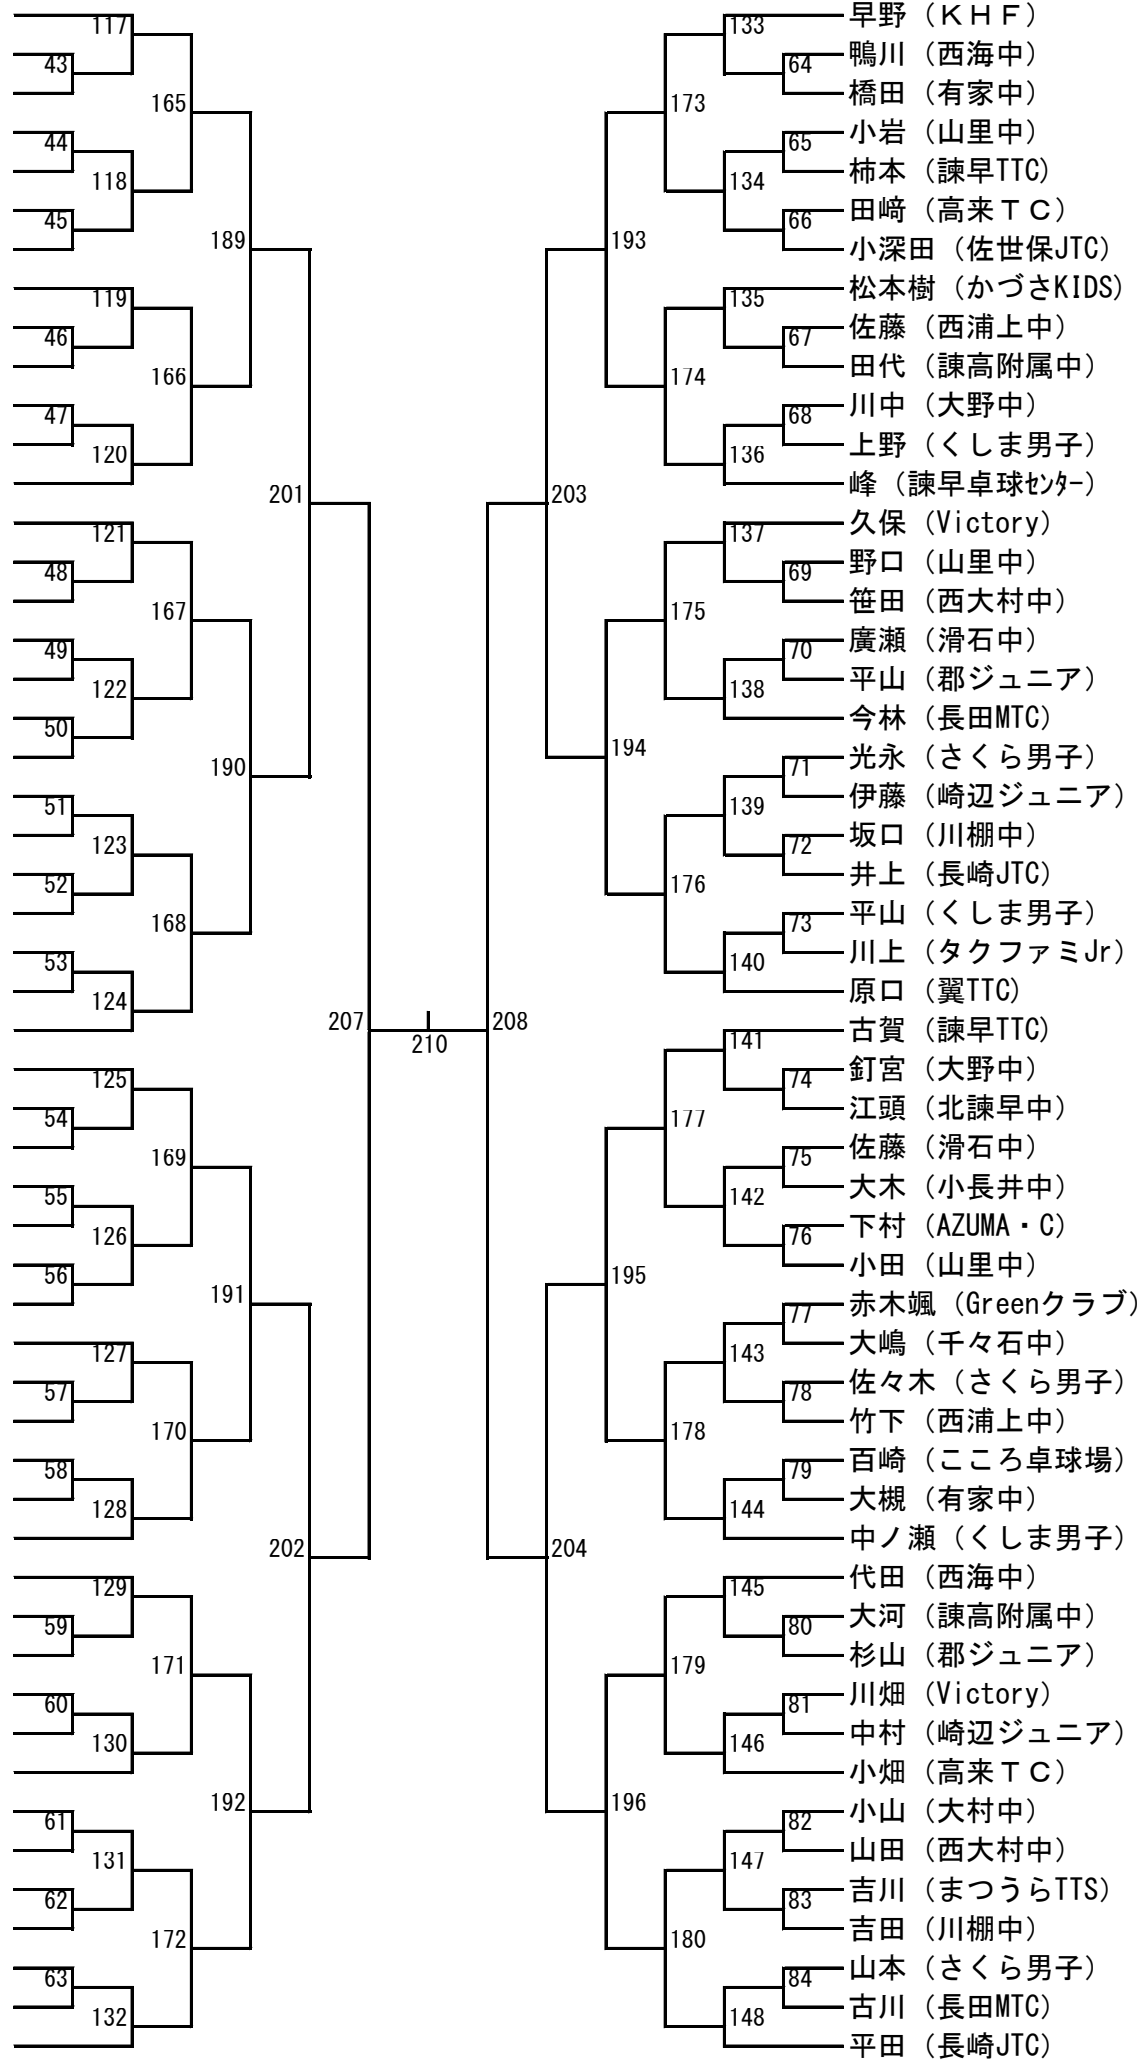 117
43
165
44
118
45
189
119
46
166
47
120
201
121
48
167
49
122
50
190
51
123
52
168
53
124
207
125
54
169
55
126
56
191
127
57
170
58
128
202
129
59
171
60
130
192
61
131
62
172
63
132
210
208
203
204
193
194
195
196
173
174
175
176
177
178
179
180
133
134
135
136
137
138
139
140
141
142
143
144
145
146
147
148
64
65
66
67
68
69
70
71
72
73
74
75
76
77
78
79
80
81
82
83
84
早野（ＫＨＦ）
鴨川（西海中）
橋田（有家中）
小岩（山里中）
柿本（諫早TTC）
田﨑（高来ＴＣ）
小深田（佐世保JTC）
松本樹（かづさKIDS）
佐藤（西浦上中）
田代（諫高附属中）
川中（大野中）
上野（くしま男子）
峰（諫早卓球ｾﾝﾀｰ）
久保（Victory）
野口（山里中）
笹田（西大村中）
廣瀬（滑石中）
平山（郡ジュニア）
今林（長田MTC）
光永（さくら男子）
伊藤（崎辺ジュニア）
坂口（川棚中）
井上（長崎JTC）
平山（くしま男子）
川上（タクファミJr）
原口（翼TTC）
古賀（諫早TTC）
釘宮（大野中）
江頭（北諫早中）
佐藤（滑石中）
大木（小長井中）
下村（AZUMA・C）
小田（山里中）
赤木颯（Greenクラブ）
大嶋（千々石中）
佐々木（さくら男子）
竹下（西浦上中）
百崎（こころ卓球場）
大槻（有家中）
中ノ瀬（くしま男子）
代田（西海中）
大河（諫高附属中）
杉山（郡ジュニア）
川畑（Victory）
中村（崎辺ジュニア）
小畑（高来ＴＣ）
小山（大村中）
山田（西大村中）
吉川（まつうらTTS）
吉田（川棚中）
山本（さくら男子）
古川（長田MTC）
平田（長崎JTC）